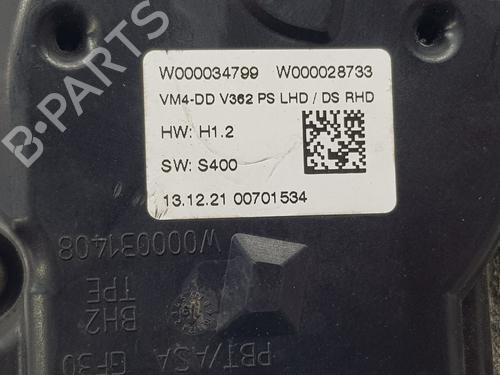 W000034799 W000028733
VM4-DD V362 PS LHD / DS RHD
HW: H1.2
SW: S400
13.12.21 00701534
W000031408
BH2
TPE
PBT/ASA GF30
B-PARTS